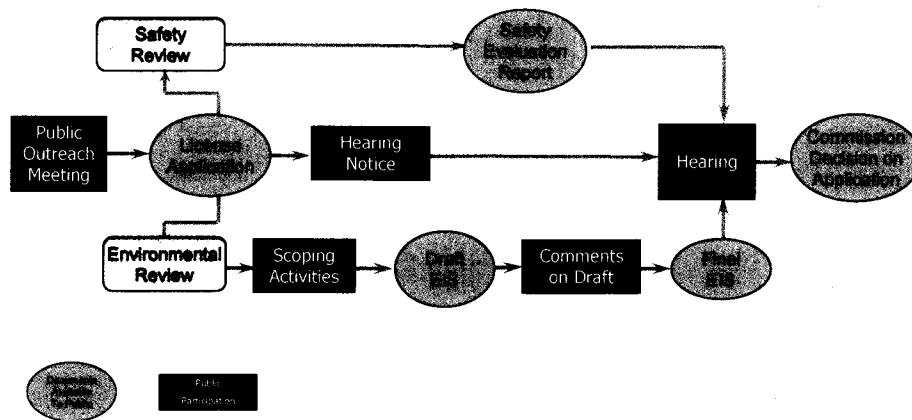 Safety
Review
Safety
Evaluation
Report
Public
Outreach
Meeting
License
Application
Hearing
Notice
Hearing
Commission
Decision on
Application
Environmental
Review
Scoping
Activities
Draft
EIS
Comments
on Draft
Final
EIS
Documents
Public
Participation